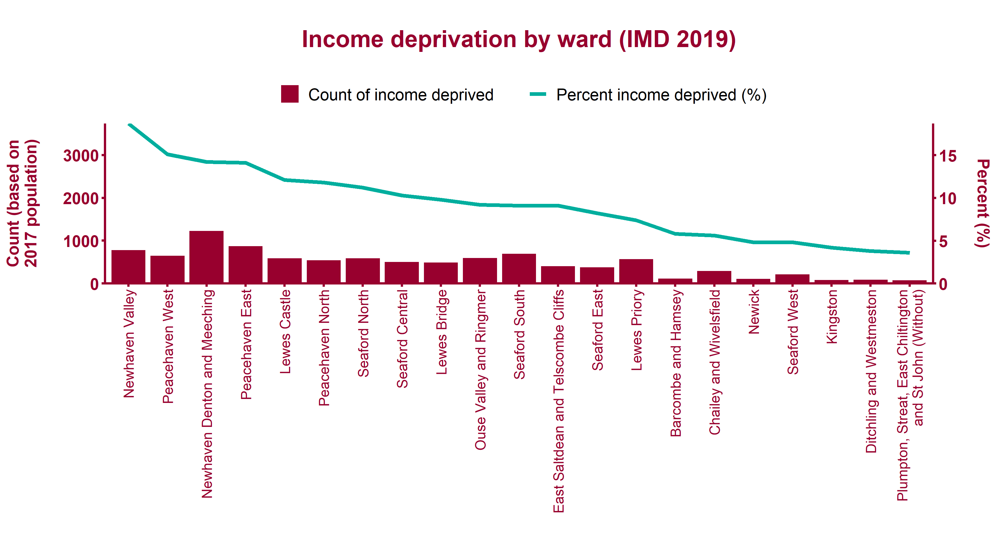 Income deprivation by ward (IMD 2019)
Count of income deprived
Percent income deprived (%)
Count (based on
2017 population)
3000
2000
1000
0
15
10
5
0
Percent (%)
Newhaven Valley
Peacehaven West
Newhaven Denton and Meeching
Peacehaven East
Lewes Castle
Peacehaven North
Seaford North
Seaford Central
Lewes Bridge
Ouse Valley and Ringmer
Seaford South
East Saltdean and Telscombe Cliffs
Seaford East
Lewes Priory
Barcombe and Hamsey
Chailey and Wivelsfield
Newick
Seaford West
Kingston
Ditchling and Westmeston
Plumpton, Streat, East Chiltington
and St John (Without)